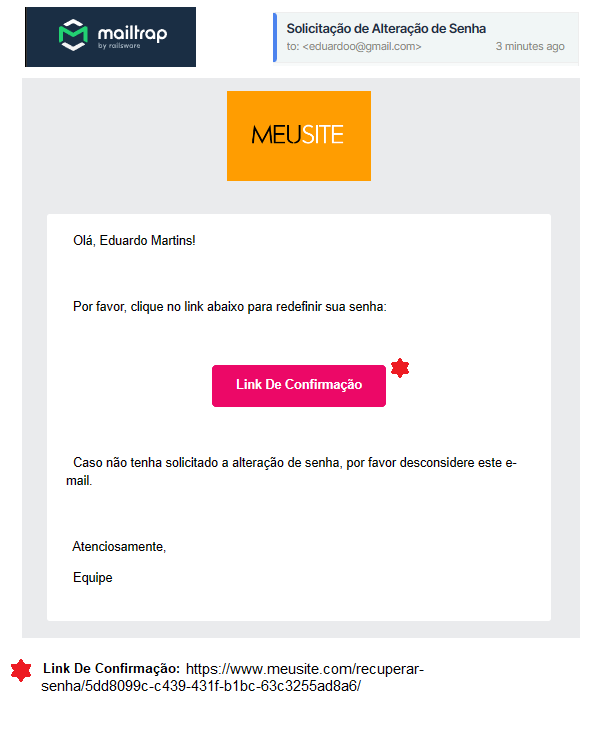 mailtrap
by railsware
Solicitação de Alteração de Senha
to: <eduardoo@gmail.com>
3 minutes ago
MEUSITE
Olá, Eduardo Martins!
Por favor, clique no link abaixo para redefinir sua senha:
Link De Confirmação
Caso não tenha solicitado a alteração de senha, por favor desconsidere este e-
mail.
Atenciosamente,
Equipe
Link De Confirmação: https://www.meusite.com/recuperar-
senha/5dd8099c-c439-431f-b1bc-63c3255ad8a6/